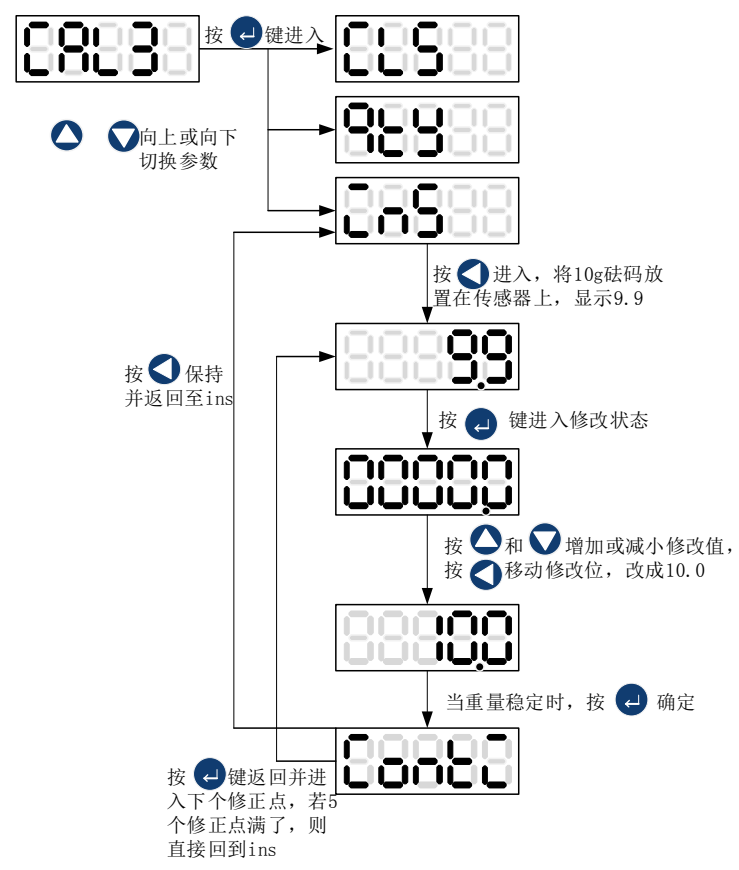 CAL3
按 键进入
CLS
向上或向下
切换参数
qty
inS
按 进入，将10g砝码放
置在传感器上，显示9.9
9.9
按 保持
并返回至ins
按 键进入修改状态
0000.0
按 和 增加或减小修改值，
按 移动修改位，改成10.0
10.0
当重量稳定时，按 确定
Conti
按 键返回并进
入下个修正点，若5
个修正点满了，则
直接回到ins